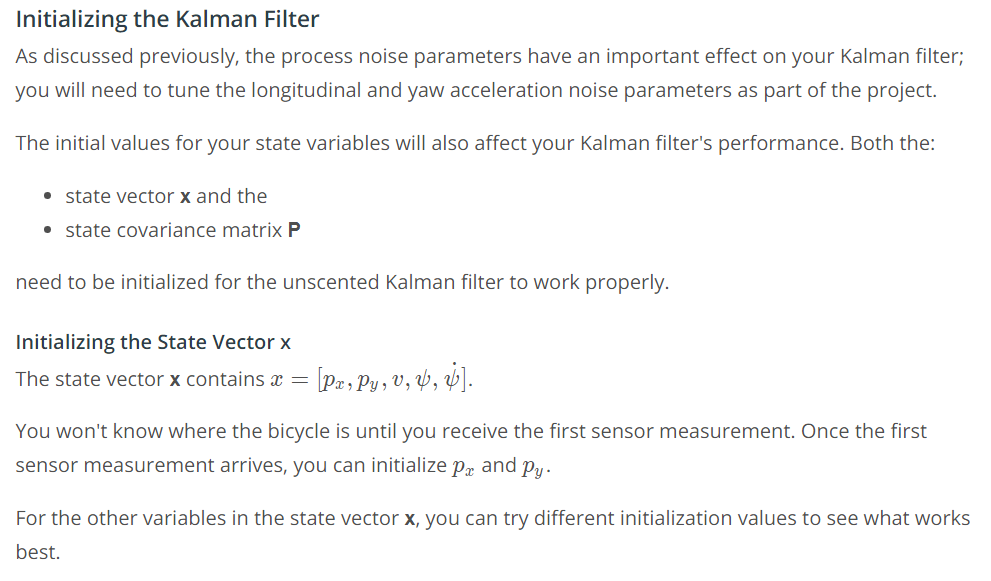 Initializing the Kalman Filter
As discussed previously, the process noise parameters have an important effect on your Kalman filter;
you will need to tune the longitudinal and yaw acceleration noise parameters as part of the project.
The initial values for your state variables will also affect your Kalman filter's performance. Both the:
• state vector x and the
• state covariance matrix P
need to be initialized for the unscented Kalman filter to work properly.
Initializing the State Vector x
The state vector x contains x = [pₓ, p_y, v, ψ, ψ̇].
You won't know where the bicycle is until you receive the first sensor measurement. Once the first
sensor measurement arrives, you can initialize pₓ and p_y.
For the other variables in the state vector x, you can try different initialization values to see what works
best.